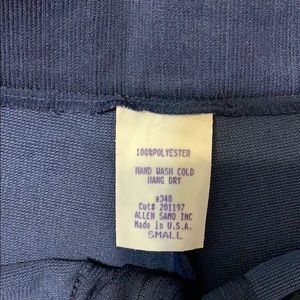 100%POLYESTER
HAND WASH COLD
HANG DRY
a348
Cut# 201197
ALLEN SAMO INC
Made in U.S.A.
SMALL